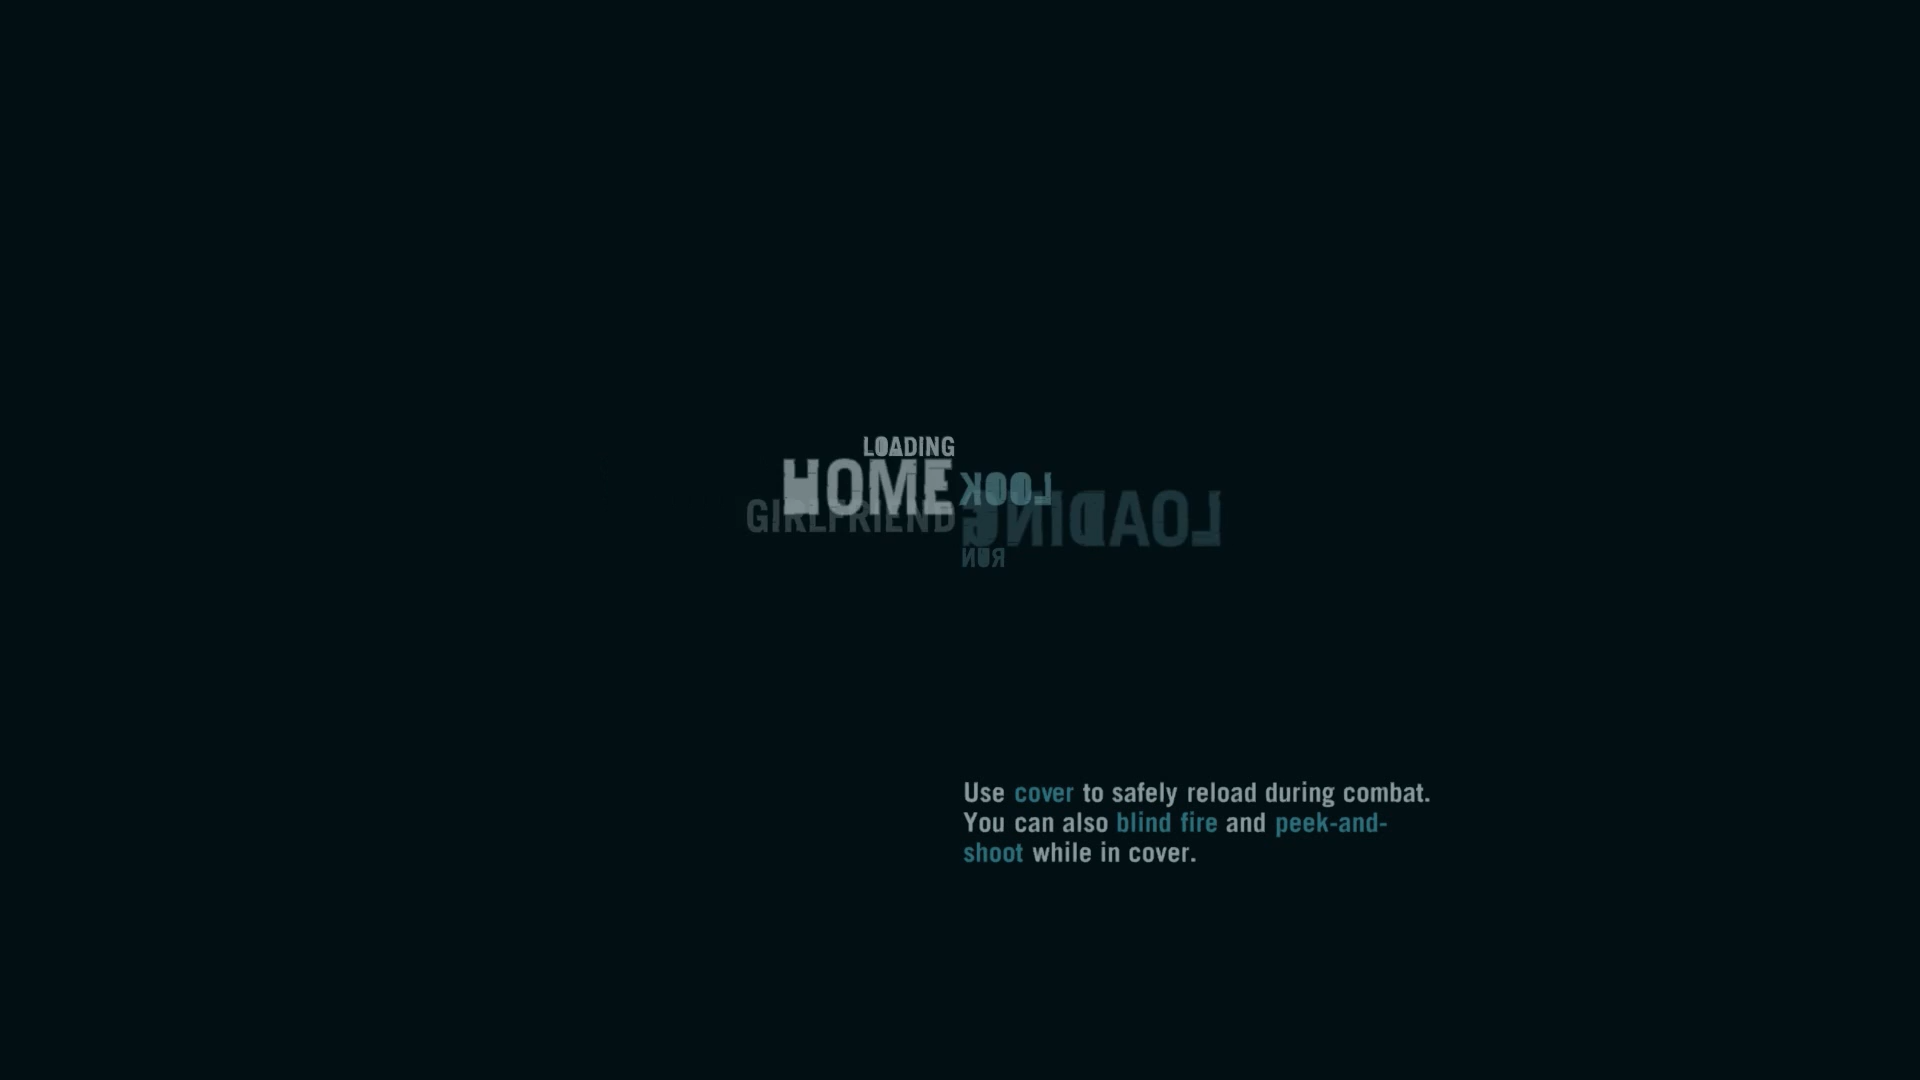 LOADING
HOME
LOOK
GIRLFRIEND
LOADING
RUN
Use cover to safely reload during combat.
You can also blind fire and peek-and-
shoot while in cover.